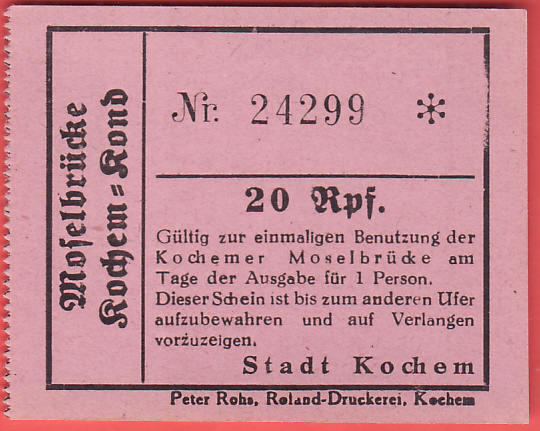 Moselbrücke
Kochem=Kond
Nr. 24299 *
20 Rpf.
Gültig zur einmaligen Benutzung der
Kochemer Moselbrücke am
Tage der Ausgabe für 1 Person.
Dieser Schein ist bis zum anderen Ufer
aufzubewahren und auf Verlangen
vorzuzeigen.
Stadt Kochem
Peter Rohs, Roland-Druckerei, Kochem